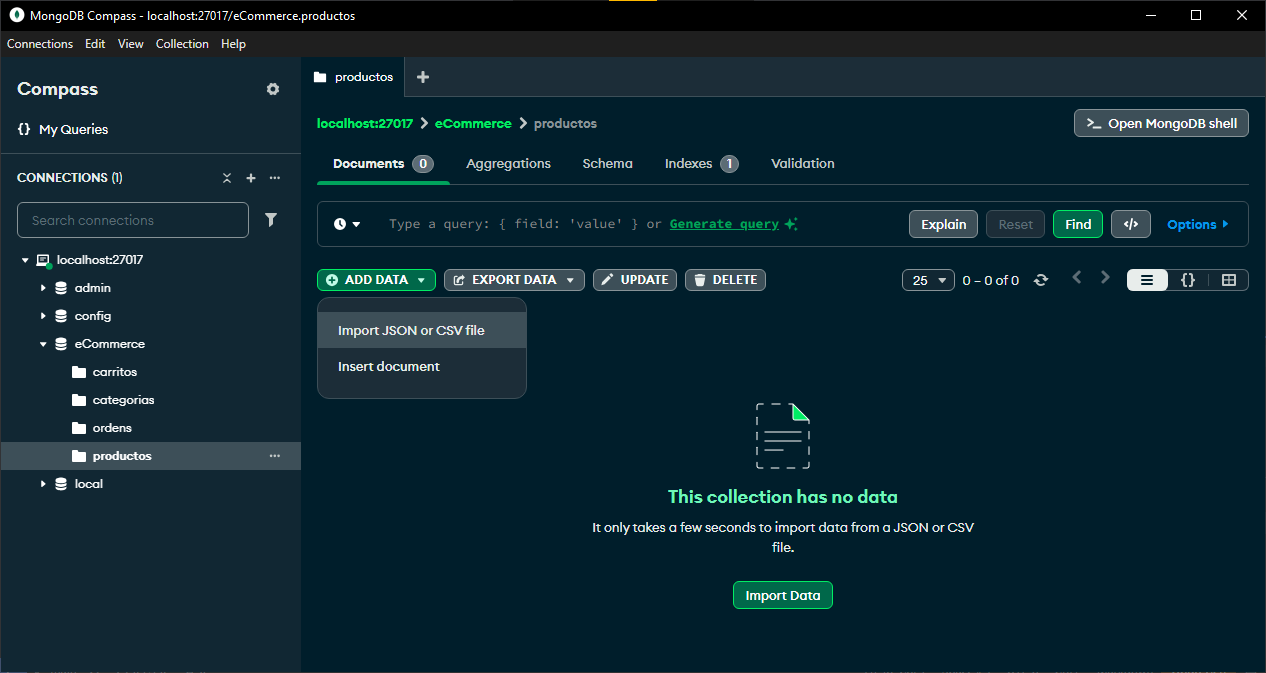 MongoDB Compass - localhost:27017/eCommerce.productos
Connections Edit View Collection Help
Compass
{} My Queries
CONNECTIONS (1)
Search connections
localhost:27017
admin
config
eCommerce
carritos
categorias
ordens
productos
local
productos
localhost:27017 > eCommerce > productos
>_ Open MongoDB shell
Documents 0 Aggregations Schema Indexes 1 Validation
Type a query: { field: 'value' } or Generate query
Explain Reset Find </> Options
ADD DATA EXPORT DATA UPDATE DELETE
25 0 – 0 of 0 {}
Import JSON or CSV file
Insert document
This collection has no data
It only takes a few seconds to import data from a JSON or CSV
file.
Import Data